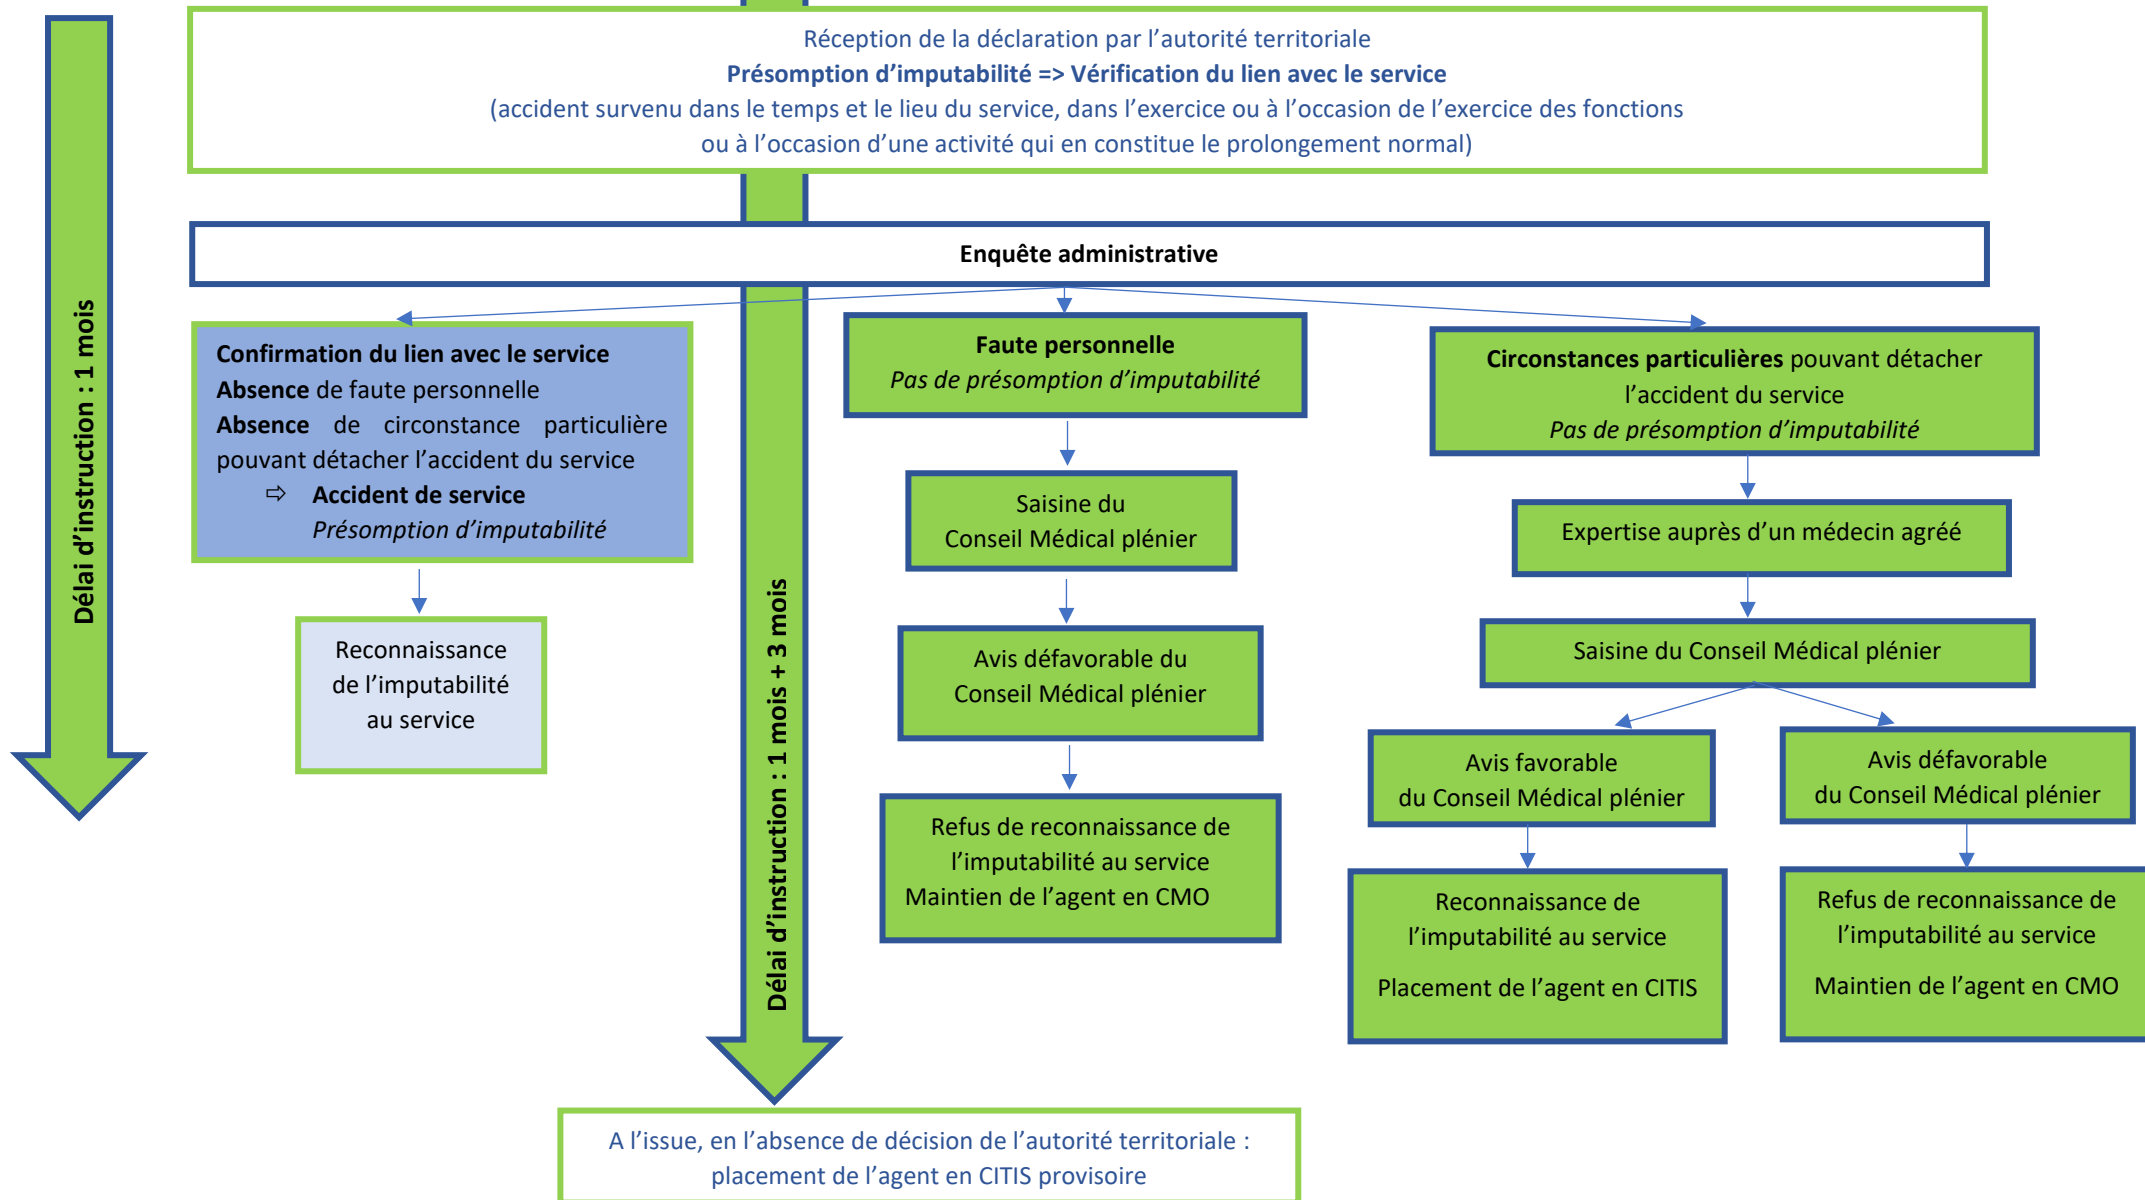 Réception de la déclaration par l’autorité territoriale
Présomption d’imputabilité => Vérification du lien avec le service
(accident survenu dans le temps et le lieu du service, dans l’exercice ou à l’occasion de l’exercice des fonctions
ou à l’occasion d’une activité qui en constitue le prolongement normal)
Enquête administrative
Délai d’instruction : 1 mois
Confirmation du lien avec le service
Absence de faute personnelle
Absence de circonstance particulière
pouvant détacher l’accident du service
⇨ Accident de service
Présomption d’imputabilité
Reconnaissance
de l’imputabilité
au service
Délai d’instruction : 1 mois + 3 mois
Faute personnelle
Pas de présomption d’imputabilité
Saisine du
Conseil Médical plénier
Avis défavorable du
Conseil Médical plénier
Refus de reconnaissance de
l’imputabilité au service
Maintien de l’agent en CMO
Circonstances particulières pouvant détacher
l’accident du service
Pas de présomption d’imputabilité
Expertise auprès d’un médecin agréé
Saisine du Conseil Médical plénier
Avis favorable
du Conseil Médical plénier
Reconnaissance de
l’imputabilité au service
Placement de l’agent en CITIS
Avis défavorable
du Conseil Médical plénier
Refus de reconnaissance de
l’imputabilité au service
Maintien de l’agent en CMO
A l’issue, en l’absence de décision de l’autorité territoriale :
placement de l’agent en CITIS provisoire